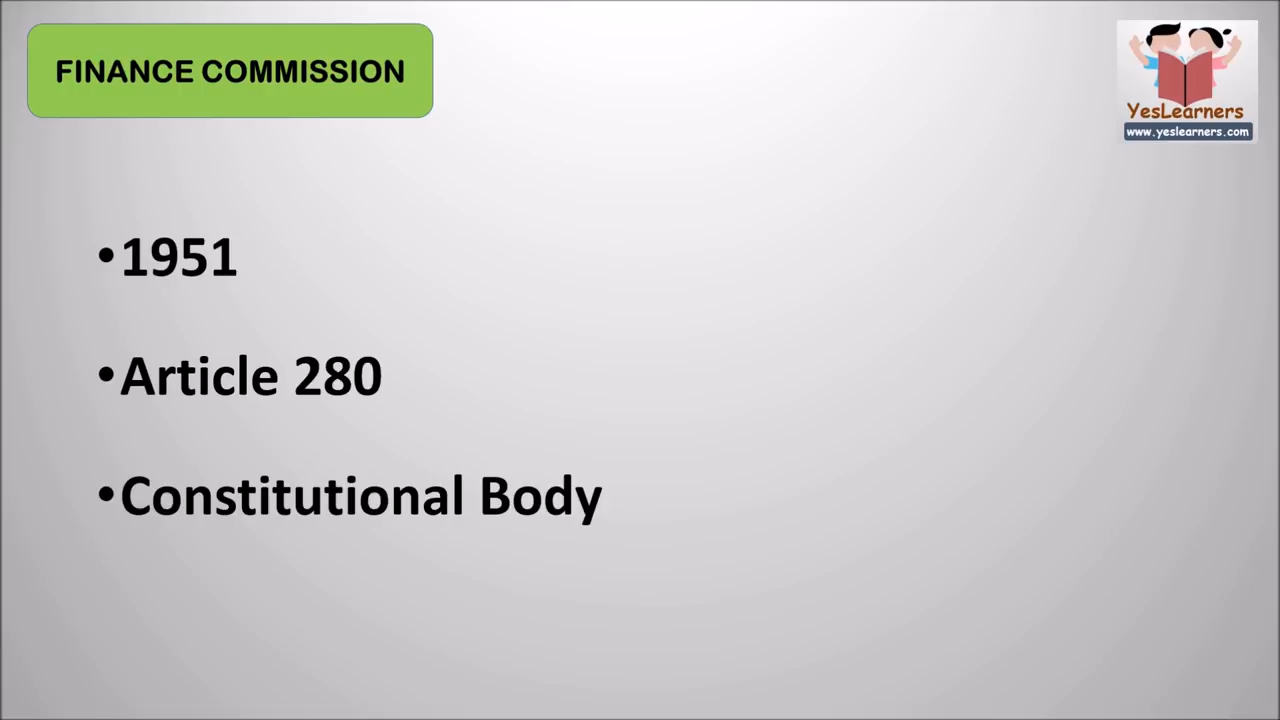 FINANCE COMMISSION
YesLearners
www.yeslearners.com
•1951
•Article 280
•Constitutional Body